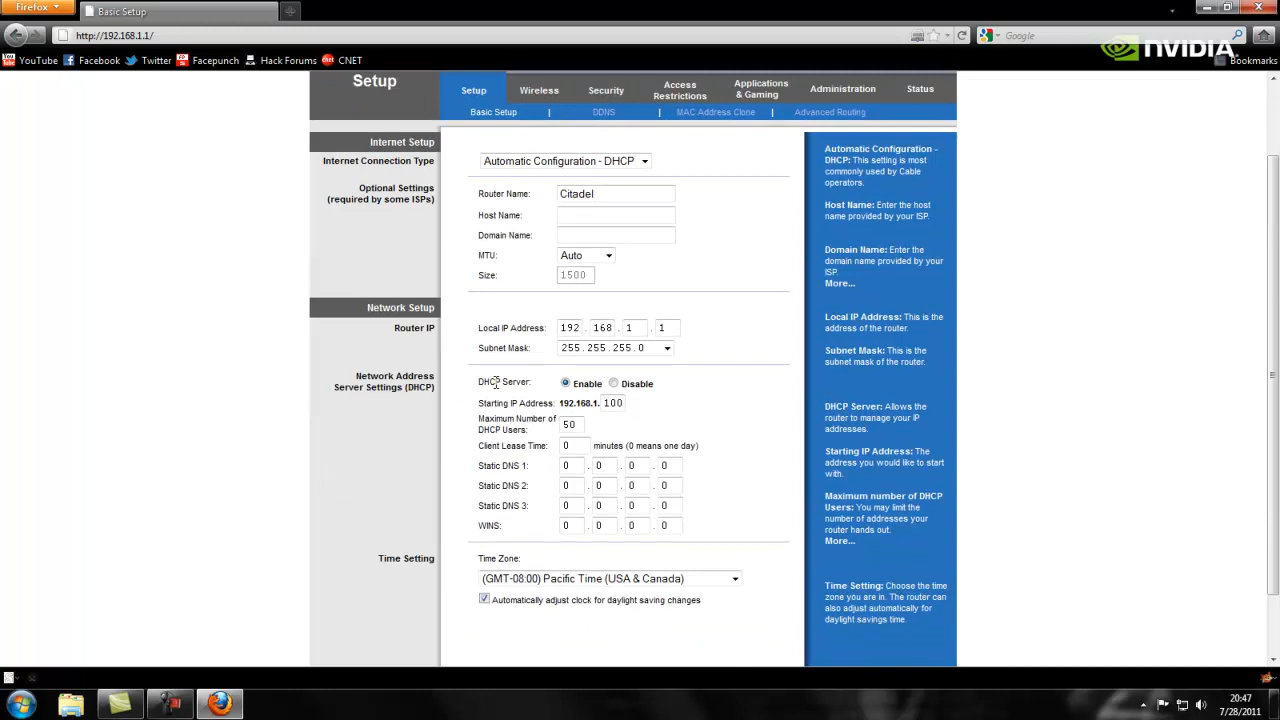 Firefox
Basic Setup
http://192.168.1.1/
Google
NVIDIA
YouTube Facebook Twitter Facepunch Hack Forums CNET
Bookmarks
Setup
Setup Wireless Security Access Restrictions Applications & Gaming Administration Status
Basic Setup | DDNS | MAC Address Clone | Advanced Routing
Internet Setup
Internet Connection Type
Automatic Configuration - DHCP
Optional Settings
(required by some ISPs)
Router Name: Citadel
Host Name:
Domain Name:
MTU: Auto
Size: 1500
Network Setup
Router IP
Local IP Address: 192 . 168 . 1 . 1
Subnet Mask: 255.255.255.0
Network Address
Server Settings (DHCP)
DHCP Server: Enable Disable
Starting IP Address: 192.168.1. 100
Maximum Number of
DHCP Users: 50
Client Lease Time: 0 minutes (0 means one day)
Static DNS 1: 0 . 0 . 0 . 0
Static DNS 2: 0 . 0 . 0 . 0
Static DNS 3: 0 . 0 . 0 . 0
WINS: 0 . 0 . 0 . 0
Time Setting
Time Zone:
(GMT-08:00) Pacific Time (USA & Canada)
Automatically adjust clock for daylight saving changes
Automatic Configuration -
DHCP: This setting is most
commonly used by Cable
operators.
Host Name: Enter the host
name provided by your ISP.
Domain Name: Enter the
domain name provided by your
ISP.
More...
Local IP Address: This is the
address of the router.
Subnet Mask: This is the
subnet mask of the router.
DHCP Server: Allows the
router to manage your IP
addresses.
Starting IP Address: The
address you would like to start
with.
Maximum number of DHCP
Users: You may limit the
number of addresses your
router hands out.
More...
Time Setting: Choose the time
zone you are in. The router can
also adjust automatically for
daylight savings time.
20:47
7/28/2011